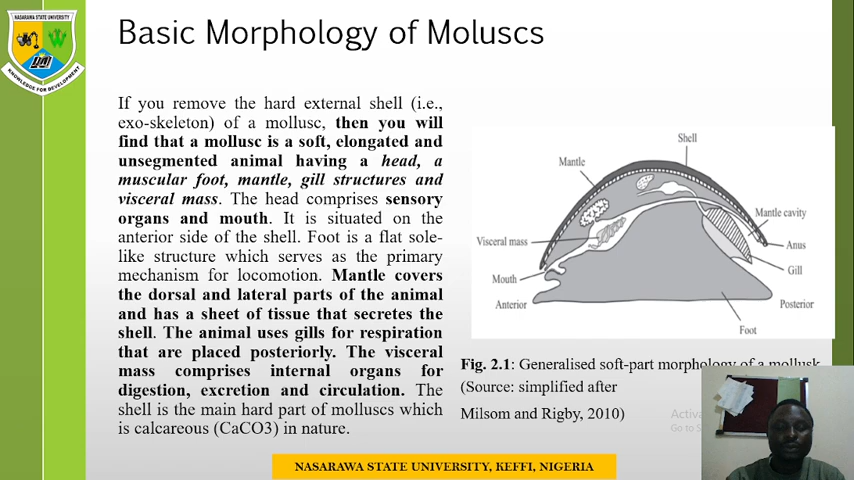 NASARAWA STATE UNIVERSITY
KNOWLEDGE FOR DEVELOPMENT
Basic Morphology of Moluscs
If you remove the hard external shell (i.e.,
exo-skeleton) of a mollusc, then you will
find that a mollusc is a soft, elongated and
unsegmented animal having a head, a
muscular foot, mantle, gill structures and
visceral mass. The head comprises sensory
organs and mouth. It is situated on the
anterior side of the shell. Foot is a flat sole-
like structure which serves as the primary
mechanism for locomotion. Mantle covers
the dorsal and lateral parts of the animal
and has a sheet of tissue that secretes the
shell. The animal uses gills for respiration
that are placed posteriorly. The visceral
mass comprises internal organs for
digestion, excretion and circulation. The
shell is the main hard part of molluscs which
is calcareous (CaCO3) in nature.
Shell
Mantle
Mantle cavity
Visceral mass
Anus
Gill
Mouth
Anterior
Posterior
Foot
Fig. 2.1: Generalised soft-part morphology of a mollusk
(Source: simplified after
Milsom and Rigby, 2010)
Activa
Go to S
NASARAWA STATE UNIVERSITY, KEFFI, NIGERIA